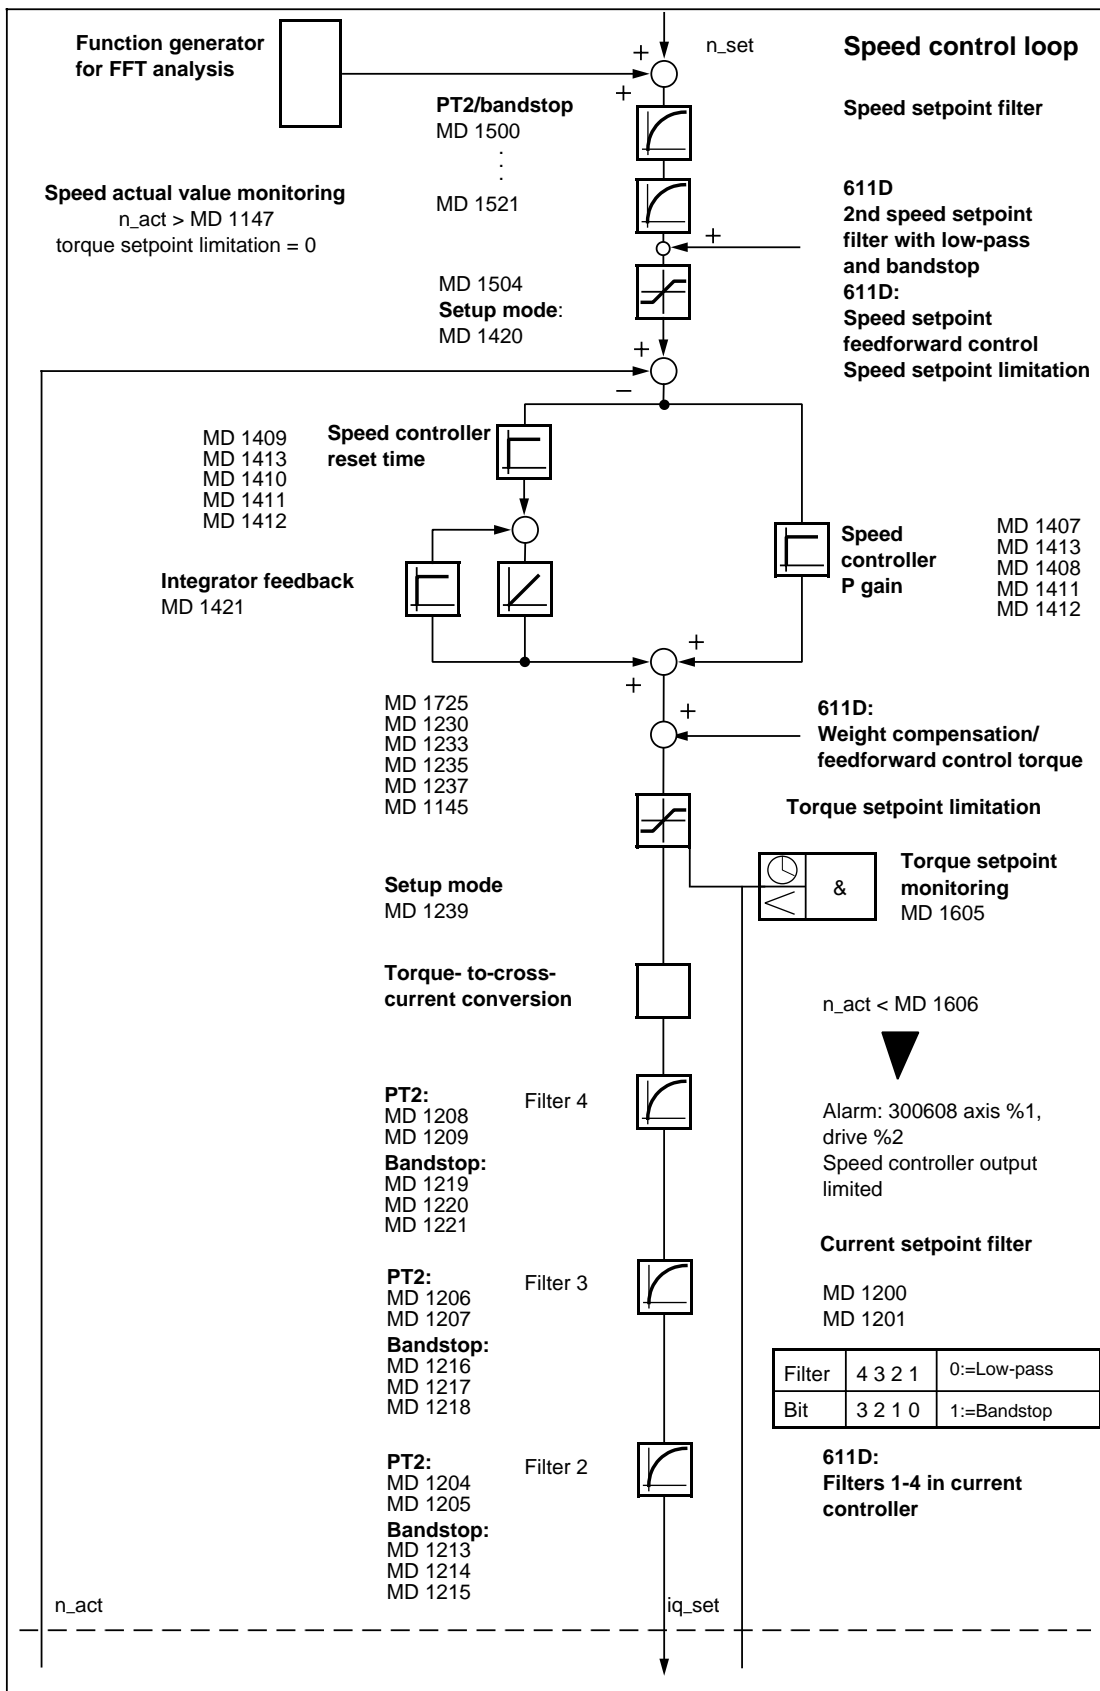 Function generator
for FFT analysis
n_set
Speed control loop
+
+
PT2/bandstop
MD 1500
.
.
.
MD 1521
Speed setpoint filter
Speed actual value monitoring
n_act > MD 1147
torque setpoint limitation = 0
611D
2nd speed setpoint
filter with low-pass
and bandstop
+
MD 1504
Setup mode:
MD 1420
611D:
Speed setpoint
feedforward control
Speed setpoint limitation
+
–
MD 1409
MD 1413
MD 1410
MD 1411
MD 1412
Speed controller
reset time
Speed
controller
P gain
MD 1407
MD 1413
MD 1408
MD 1411
MD 1412
Integrator feedback
MD 1421
+
+
MD 1725
MD 1230
MD 1233
MD 1235
MD 1237
MD 1145
+
611D:
Weight compensation/
feedforward control torque
Torque setpoint limitation
&
Torque setpoint
monitoring
MD 1605
Setup mode
MD 1239
Torque- to-cross-
current conversion
n_act < MD 1606
PT2:
MD 1208
MD 1209
Bandstop:
MD 1219
MD 1220
MD 1221
Filter 4
Alarm: 300608 axis %1,
drive %2
Speed controller output
limited
Current setpoint filter
MD 1200
MD 1201
PT2:
MD 1206
MD 1207
Bandstop:
MD 1216
MD 1217
MD 1218
Filter 3
Filter 4 3 2 1 0:=Low-pass
Bit 3 2 1 0 1:=Bandstop
611D:
Filters 1-4 in current
controller
PT2:
MD 1204
MD 1205
Bandstop:
MD 1213
MD 1214
MD 1215
Filter 2
n_act
iq_set